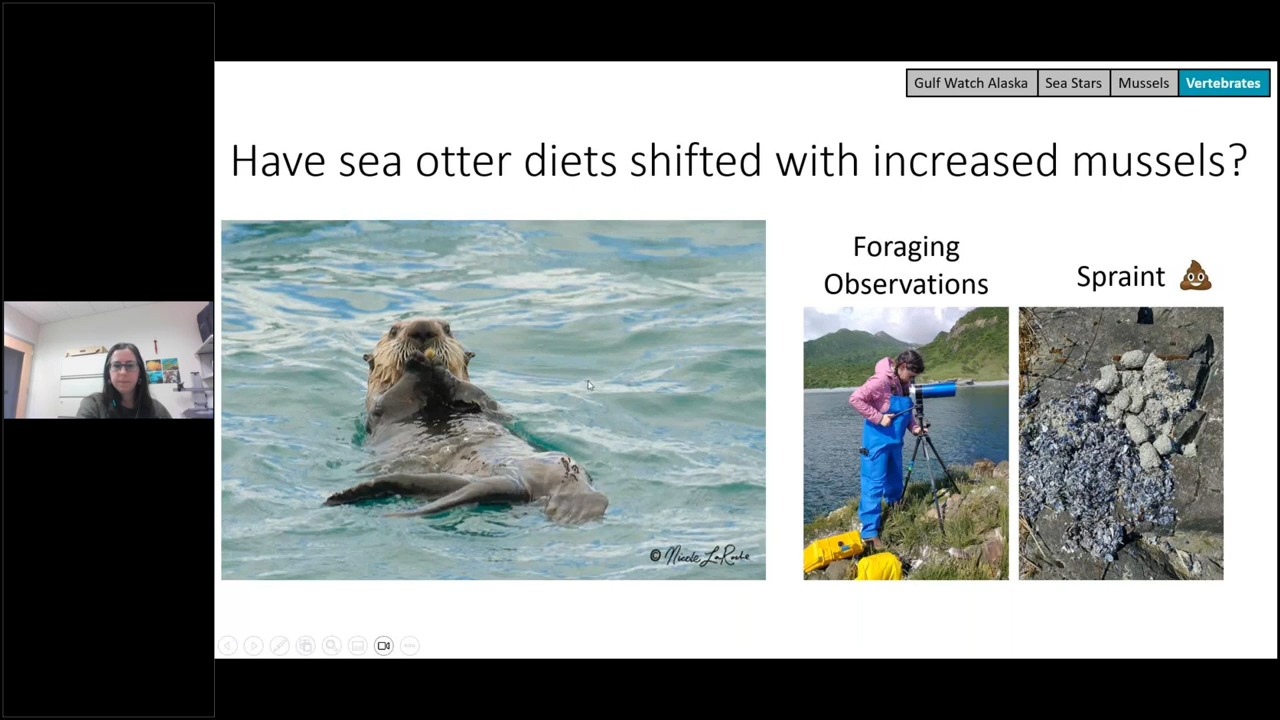 Gulf Watch Alaska Sea Stars Mussels Vertebrates
Have sea otter diets shifted with increased mussels?
Foraging
Observations
Spraint 💩
© Nicole LaRoche